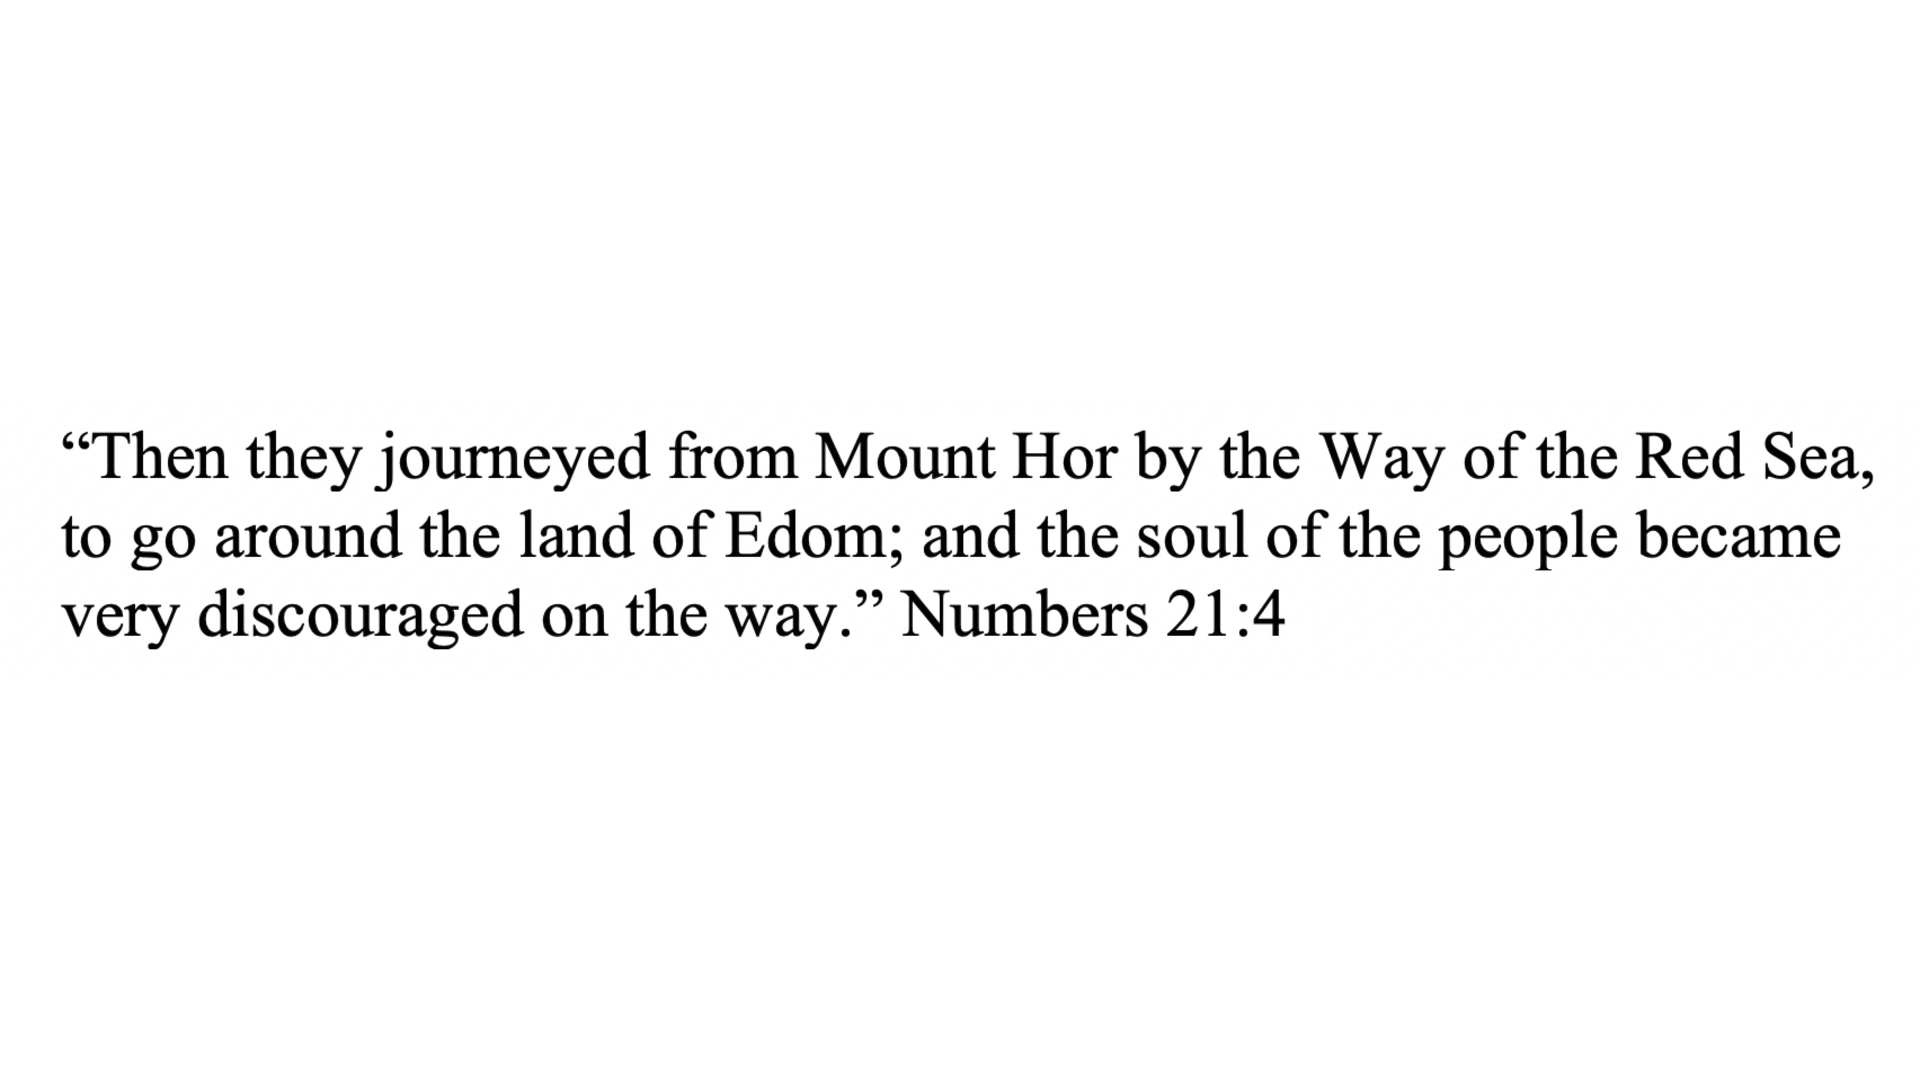 “Then they journeyed from Mount Hor by the Way of the Red Sea,
to go around the land of Edom; and the soul of the people became
very discouraged on the way.” Numbers 21:4